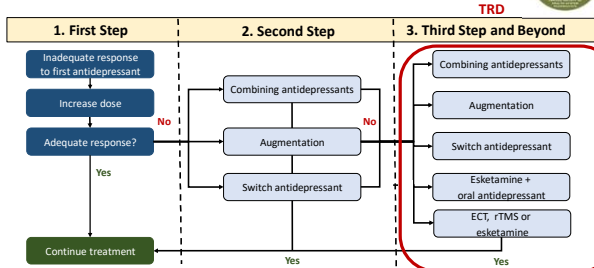 TRD
1. First Step
2. Second Step
3. Third Step and Beyond
Inadequate response
to first antidepressant
Increase dose
Adequate response?
No
Yes
Continue treatment
Combining antidepressants
Augmentation
Switch antidepressant
No
Yes
Combining antidepressants
Augmentation
Switch antidepressant
Esketamine +
oral antidepressant
ECT, rTMS or
esketamine
Yes